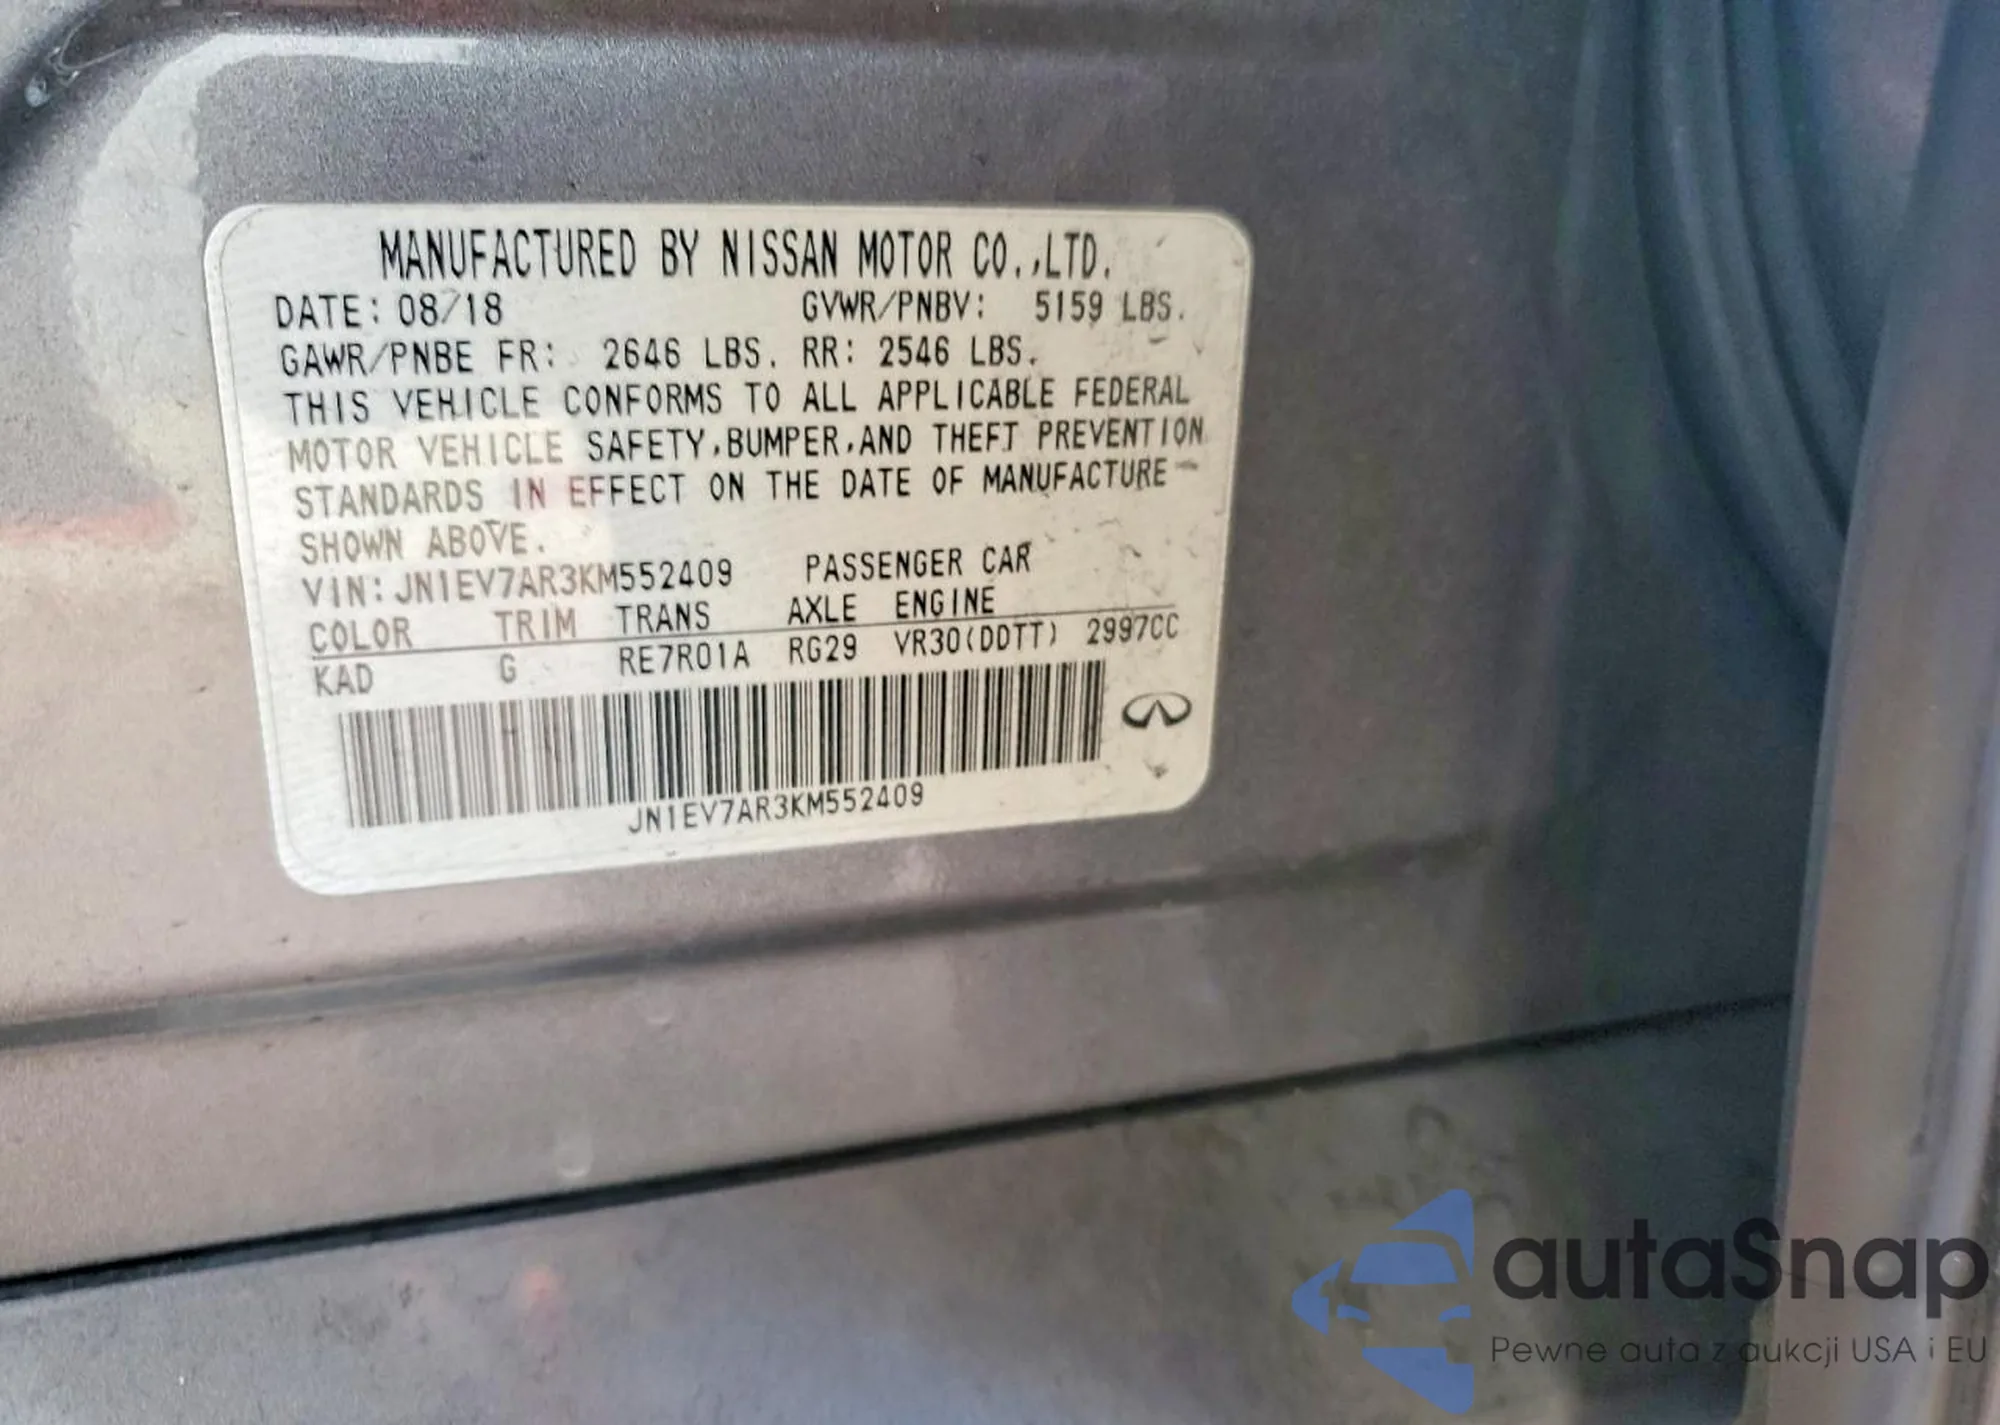 MANUFACTURED BY NISSAN MOTOR CO.,LTD.
DATE: 08/18 GVWR/PNBV: 5159 LBS.
GAWR/PNBE FR: 2646 LBS. RR: 2546 LBS.
THIS VEHICLE CONFORMS TO ALL APPLICABLE FEDERAL
MOTOR VEHICLE SAFETY,BUMPER,AND THEFT PREVENTION
STANDARDS IN EFFECT ON THE DATE OF MANUFACTURE
SHOWN ABOVE.
VIN: JN1EV7AR3KM552409 PASSENGER CAR
COLOR TRIM TRANS AXLE ENGINE
KAD G RE7R01A RG29 VR30(DDTT) 2997CC
JN1EV7AR3KM552409
autaSnap
Pewne auta z aukcji USA i EU